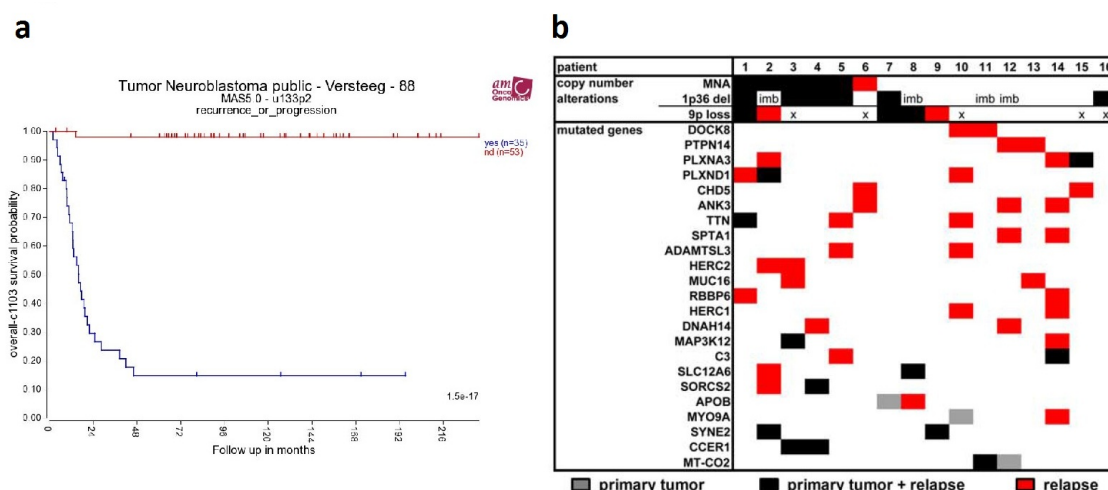 a
Tumor Neuroblastoma public - Versteeg - 88
MAS5.0 - u133p2
recurrence_or_progression
amc
Onco
Genomics
yes (n=35)
nd (n=53)
overall-c1103 survival probability
1.00
0.90
0.80
0.70
0.60
0.50
0.40
0.30
0.20
0.10
0.00
1.5e-17
0 24 48 72 96 120 144 168 192 216
Follow up in months
b
patient 1 2 3 4 5 6 7 8 9 10 11 12 13 14 15 16
copy number MNA
alterations 1p36 del imb imb imb imb
9p loss x x x x x
mutated genes DOCK8
PTPN14
PLXNA3
PLXND1
CHD5
ANK3
TTN
SPTA1
ADAMTSL3
HERC2
MUC16
RBBP6
HERC1
DNAH14
MAP3K12
C3
SLC12A6
SORCS2
APOB
MYO9A
SYNE2
CCER1
MT-CO2
primary tumor primary tumor + relapse relapse